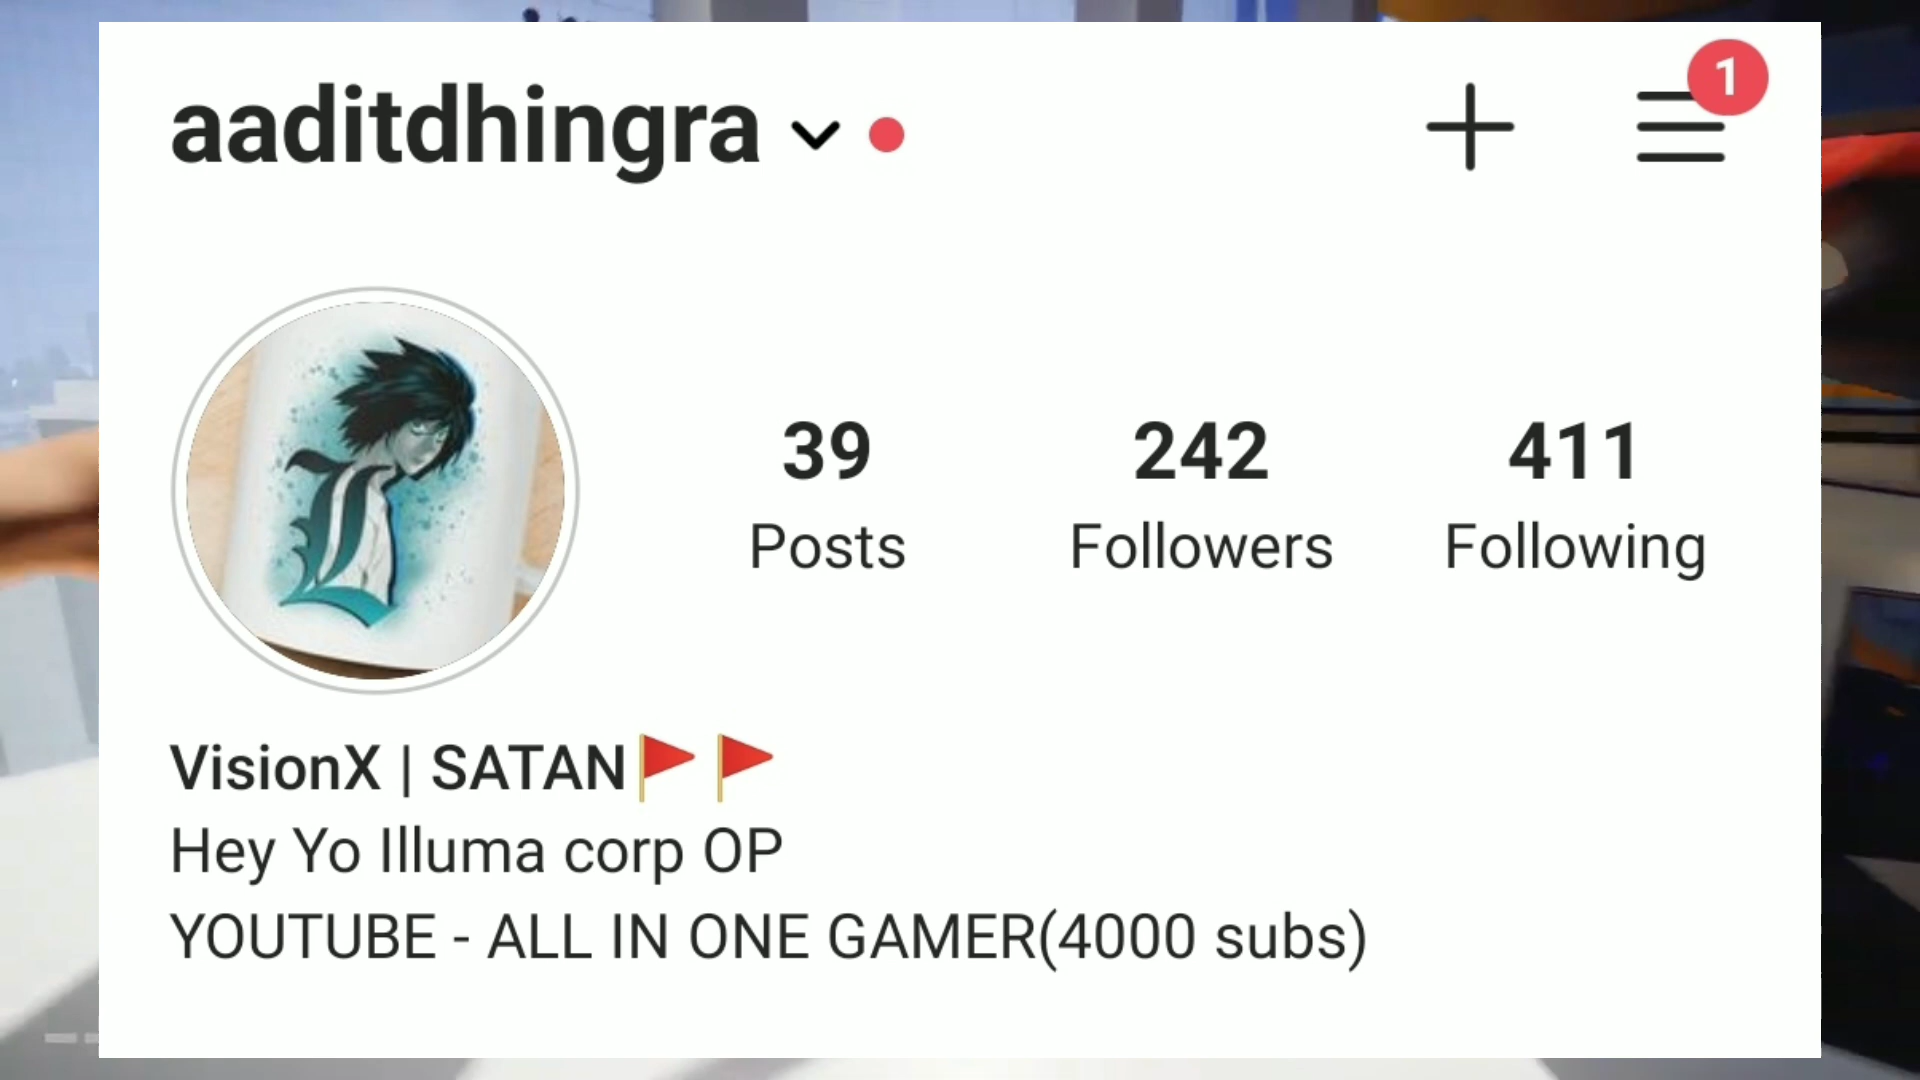 aaditdhingra
1
39
Posts
242
Followers
411
Following
VisionX | SATAN🚩🚩
Hey Yo Illuma corp OP
YOUTUBE - ALL IN ONE GAMER(4000 subs)